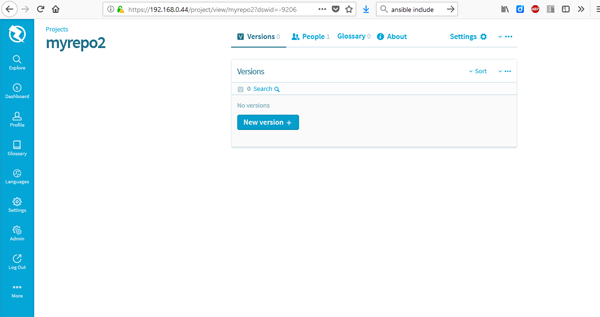 https://192.168.0.44/project/view/myrepo2?dswid=-9206
ansible indude
Explore
Dashboard
Profile
Glossary
Languages
Settings
Admin
Log Out
More
Projects
myrepo2
Versions 0
People 1
Glossary 0
About
Settings
Versions
Sort
0 Search
No versions
New version +